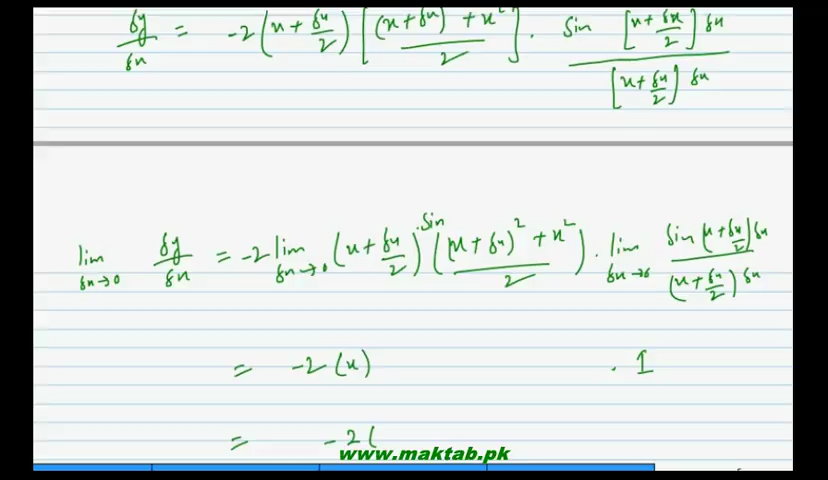 δy/δx = -2 (x + δx/2) [(x + δx) + x²/2] . Sin [x + δx/2] δx / [x + δx/2] δx
lim δx→0 δy/δx = -2 lim δx→0 (x + δx/2) . Sin ((x + δx)² + x²/2) . lim δx→0 Sin (x + δx/2) δx / (x + δx/2) δx
= -2 (x) . 1
= -2 (
www.maktab.pk